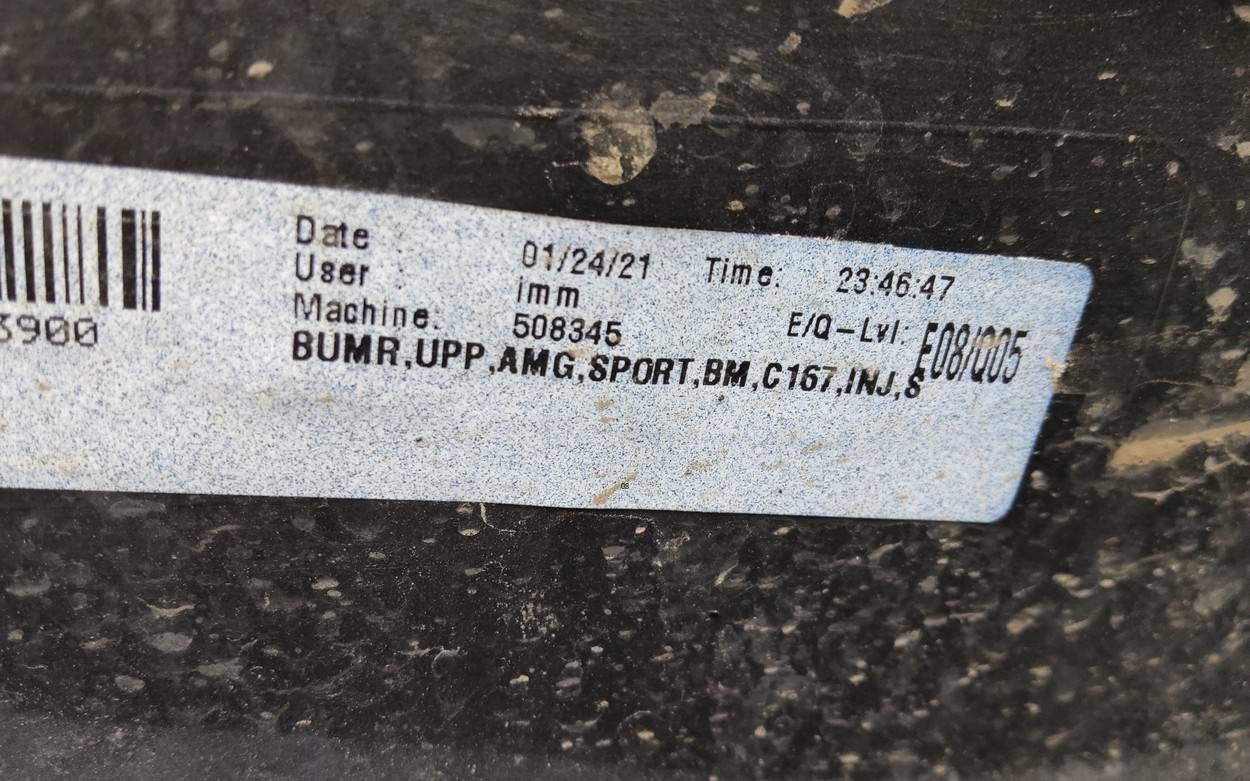 3900
Date : 01/24/21 Time: 23:46:47
User : imm
Machine: 508345 E/Q-Lvl: E08/Q05
BUMR,UPP,AMG,SPORT,BM,C167,INJ,S